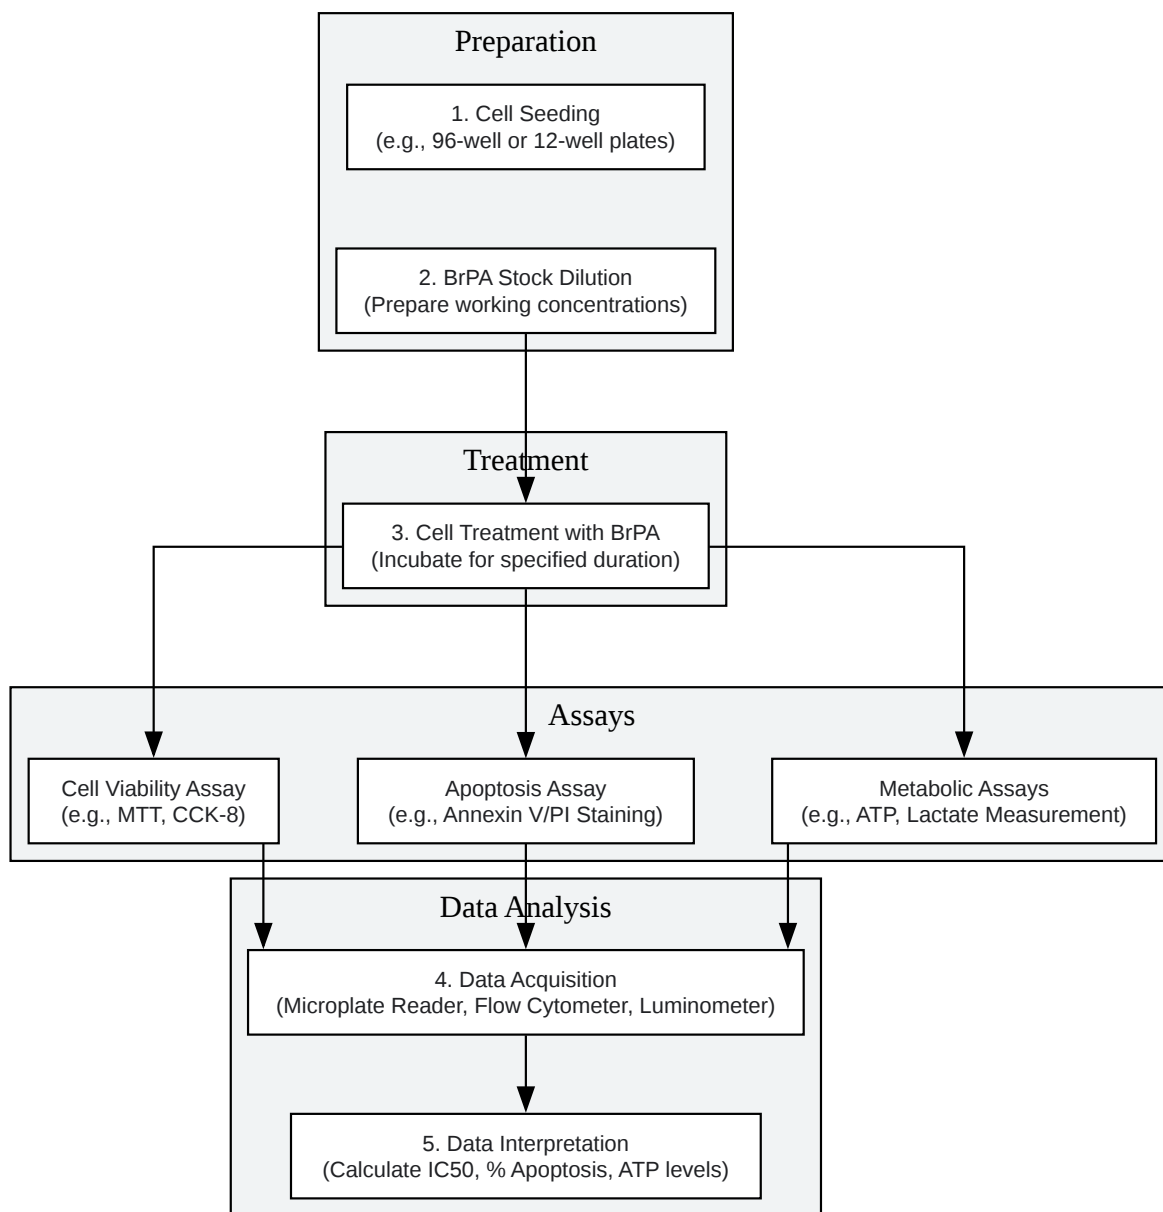 Preparation
1. Cell Seeding
(e.g., 96-well or 12-well plates)
2. BrPA Stock Dilution
(Prepare working concentrations)
Treatment
3. Cell Treatment with BrPA
(Incubate for specified duration)
Assays
Cell Viability Assay
(e.g., MTT, CCK-8)
Apoptosis Assay
(e.g., Annexin V/PI Staining)
Metabolic Assays
(e.g., ATP, Lactate Measurement)
Data Analysis
4. Data Acquisition
(Microplate Reader, Flow Cytometer, Luminometer)
5. Data Interpretation
(Calculate IC50, % Apoptosis, ATP levels)